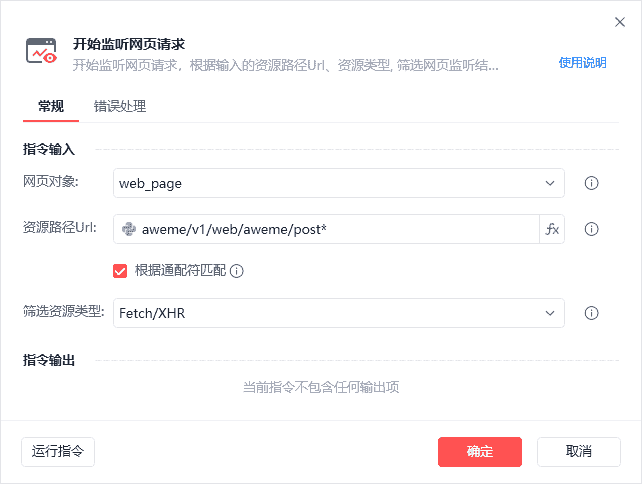 开始监听网页请求
开始监听网页请求，根据输入的资源路径Url、资源类型, 筛选网页监听结...
使用说明
常规
错误处理
指令输入
网页对象:
web_page
资源路径Url:
aweme/v1/web/aweme/post*
fx
根据通配符匹配
筛选资源类型:
Fetch/XHR
指令输出
当前指令不包含任何输出项
运行指令
确定
取消